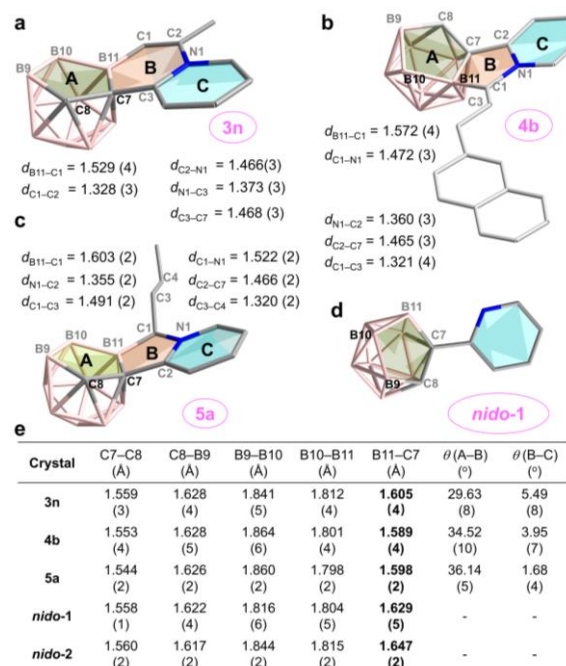 a
B10
B9
B11
C1
C2
N1
A
B
C
C8
C7
C3
3n
d_B11–C1 = 1.529 (4)
d_C1–C2 = 1.328 (3)
d_C2–N1 = 1.466(3)
d_N1–C3 = 1.373 (3)
d_C3–C7 = 1.468 (3)
b
B9
C8
C7
C2
A
B
C
B10
B11
C1
N1
C3
4b
d_B11–C1 = 1.572 (4)
d_C1–N1 = 1.472 (3)
d_N1–C2 = 1.360 (3)
d_C2–C7 = 1.465 (3)
d_C1–C3 = 1.321 (4)
c
d_B11–C1 = 1.603 (2)
d_N1–C2 = 1.355 (2)
d_C1–C3 = 1.491 (2)
d_C1–N1 = 1.522 (2)
d_C2–C7 = 1.466 (2)
d_C3–C4 = 1.320 (2)
C4
C3
B10
B9
B11
C1
N1
A
B
C
C8
C7
C2
5a
d
B11
B10
C7
B9
C8
nido-1
e
Crystal C7–C8 (Å) C8–B9 (Å) B9–B10 (Å) B10–B11 (Å) B11–C7 (Å) θ (A–B) (°) θ (B–C) (°)
3n 1.559 (3) 1.628 (4) 1.841 (5) 1.812 (4) 1.605 (4) 29.63 (8) 5.49 (8)
4b 1.553 (4) 1.628 (5) 1.864 (6) 1.801 (4) 1.589 (4) 34.52 (10) 3.95 (7)
5a 1.544 (2) 1.626 (2) 1.860 (2) 1.798 (2) 1.598 (2) 36.14 (5) 1.68 (4)
nido-1 1.558 (1) 1.622 (4) 1.816 (6) 1.804 (5) 1.629 (5) - -
nido-2 1.560 (2) 1.617 (2) 1.844 (2) 1.815 (2) 1.647 (2) - -